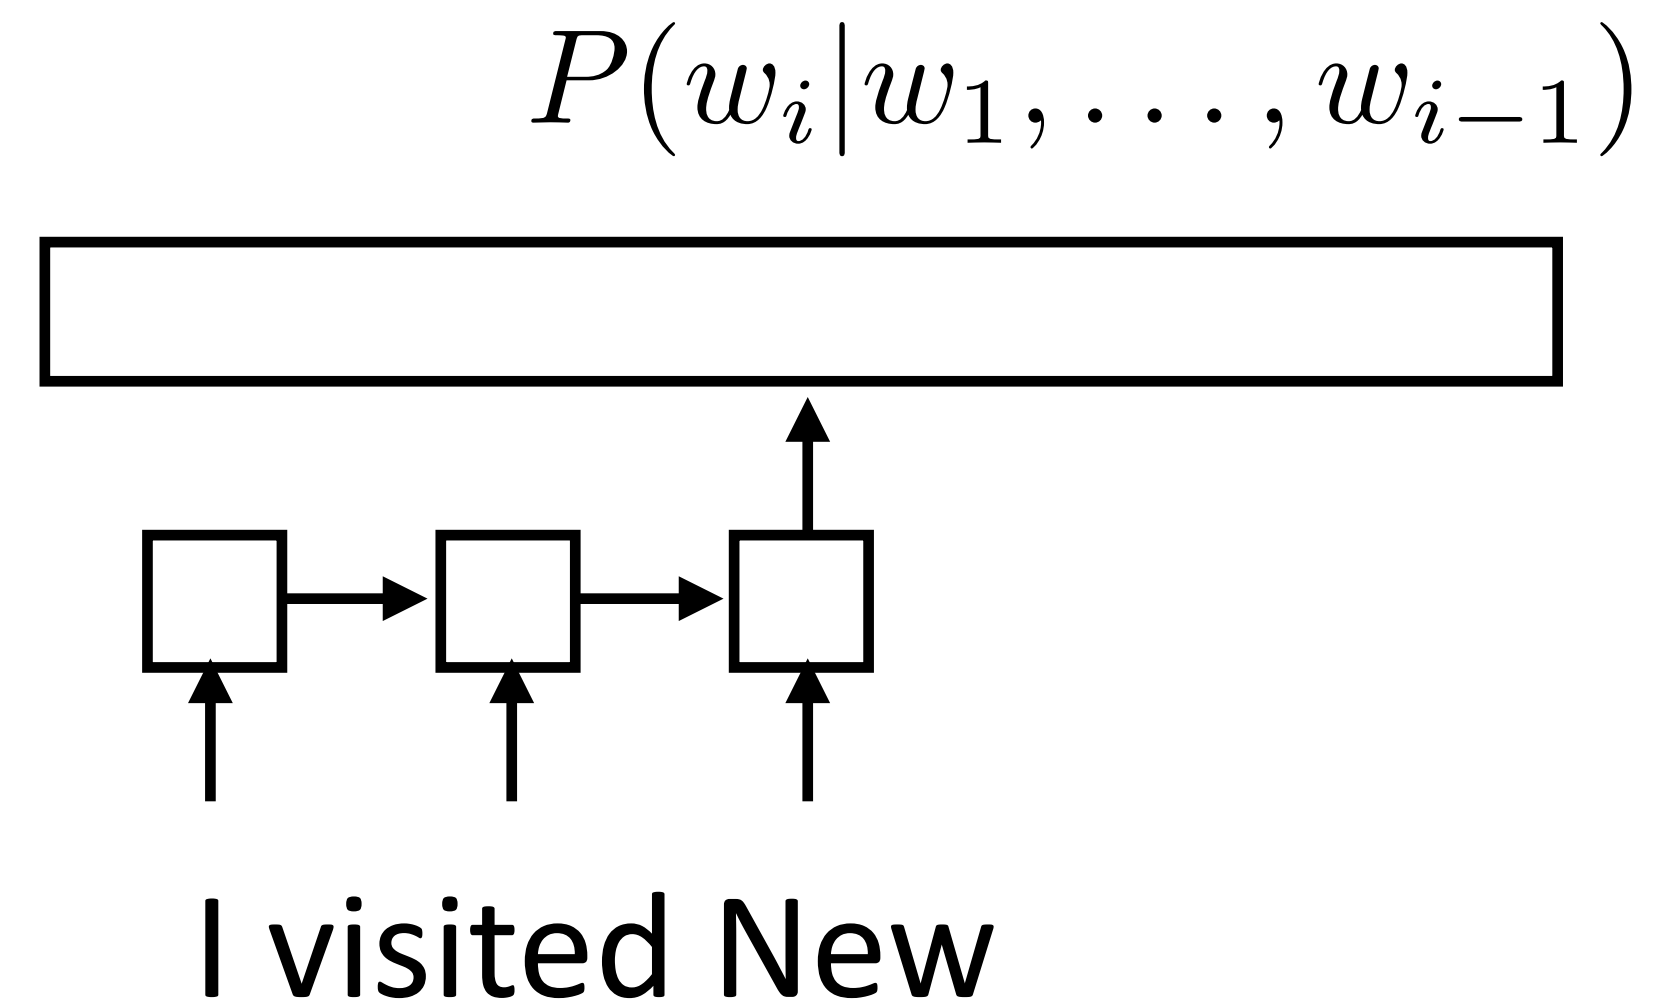 P(w_i|w_1, . . . , w_{i−1})
I visited New